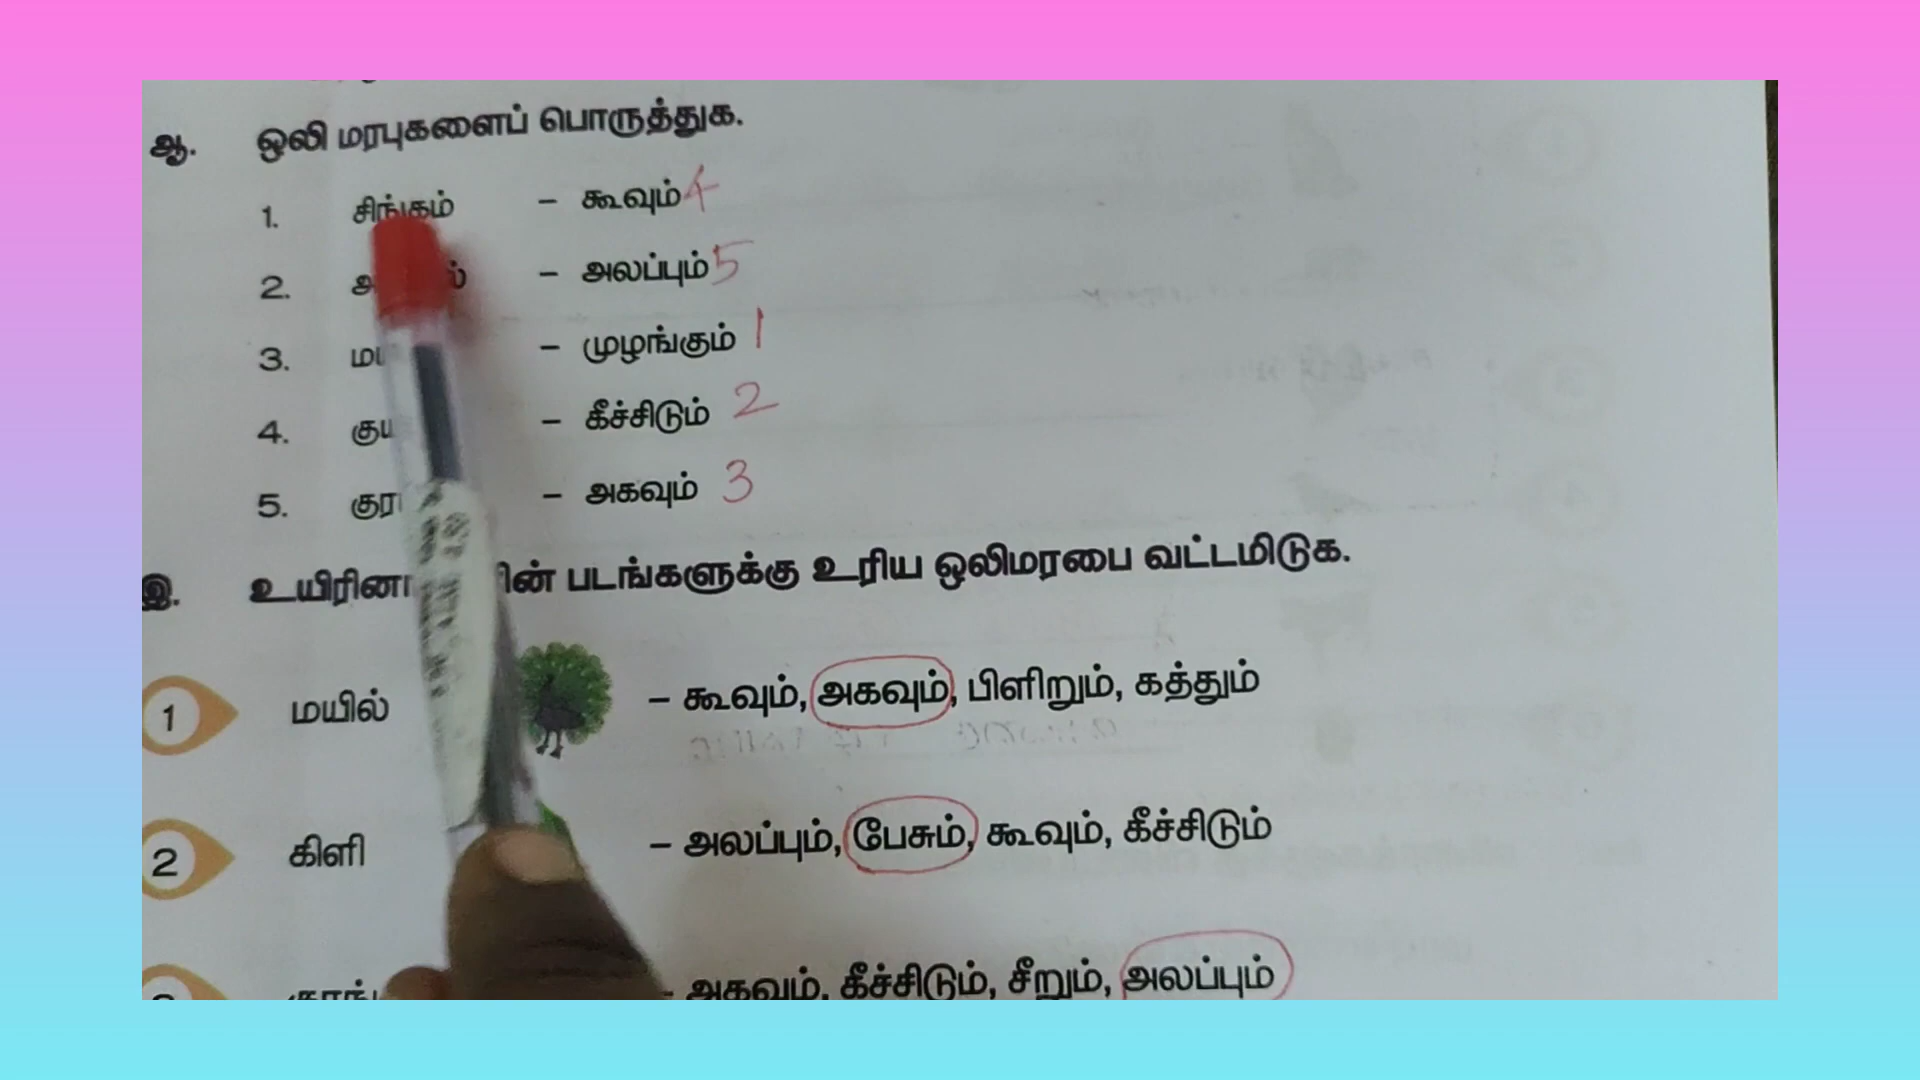 ஆ. ஒலி மரபுகளைப் பொருத்துக.
1. சிங்கம் – கூவும் 4
2. – அலப்பும் 5
3. – முழங்கும் 1
4. – கீச்சிடும் 2
5. – அகவும் 3
இ. படங்களுக்கு உரிய ஒலிமரபை வட்டமிடுக.
1 மயில் – கூவும், அகவும், பிளிறும், கத்தும்
2 கிளி – அலப்பும், பேசும், கூவும், கீச்சிடும்
– அகவும், கீச்சிடும், சீறும், அலப்பும்